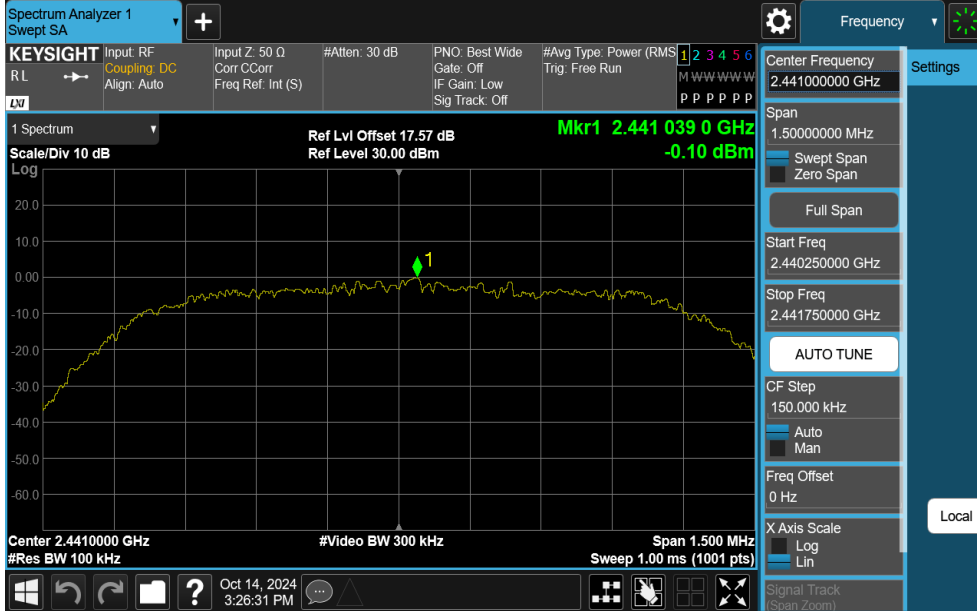 Spectrum Analyzer 1
Swept SA
+
Frequency
KEYSIGHT
R L
LXI
Input: RF
Coupling: DC
Align: Auto
Input Z: 50 Ω
Corr CCorr
Freq Ref: Int (S)
#Atten: 30 dB
PNO: Best Wide
Gate: Off
IF Gain: Low
Sig Track: Off
#Avg Type: Power (RMS
Trig: Free Run
1 2 3 4 5 6
M W W W W W
P P P P P P
1 Spectrum
Scale/Div 10 dB
Log
Ref Lvl Offset 17.57 dB
Ref Level 30.00 dBm
Mkr1 2.441 039 0 GHz
-0.10 dBm
1
20.0
10.0
0.00
-10.0
-20.0
-30.0
-40.0
-50.0
-60.0
Center 2.4410000 GHz
#Video BW 300 kHz
Span 1.500 MHz
#Res BW 100 kHz
Sweep 1.00 ms (1001 pts)
?
Oct 14, 2024
3:26:31 PM
Center Frequency
2.441000000 GHz
Span
1.50000000 MHz
Swept Span
Zero Span
Full Span
Start Freq
2.440250000 GHz
Stop Freq
2.441750000 GHz
AUTO TUNE
CF Step
150.000 kHz
Auto
Man
Freq Offset
0 Hz
X Axis Scale
Log
Lin
Signal Track
(Span Zoom)
Settings
Local